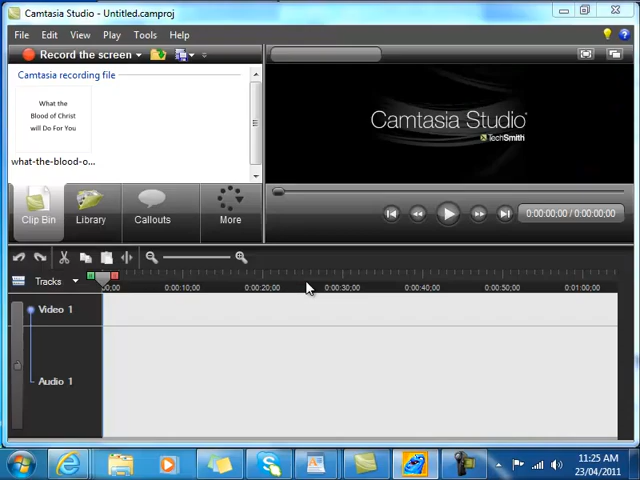 Camtasia Studio - Untitled.camproj
File Edit View Play Tools Help
Record the screen
Camtasia recording file
What the
Blood of Christ
will Do For You
what-the-blood-o...
Camtasia Studio
TechSmith
Clip Bin Library Callouts More
0:00:00;00 / 0:00:00;00
Tracks
00;00 0:00:10;00 0:00:20;00 0:00:30;00 0:00:40;00 0:00:50;00 0:01:00;00
Video 1
Audio 1
11:25 AM
23/04/2011